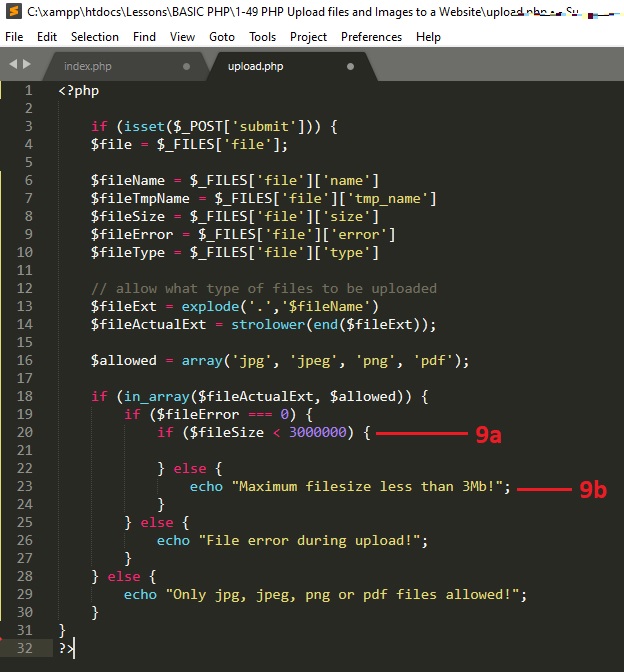 C:\xampp\htdocs\Lessons\BASIC PHP\1-49 PHP Upload files and Images to a Website\upload.php
File Edit Selection Find View Goto Tools Project Preferences Help
index.php upload.php
1 <?php
2
3 if (isset($_POST['submit'])) {
4 $file = $_FILES['file'];
5
6 $fileName = $_FILES['file']['name']
7 $fileTmpName = $_FILES['file']['tmp_name']
8 $fileSize = $_FILES['file']['size']
9 $fileError = $_FILES['file']['error']
10 $fileType = $_FILES['file']['type']
11
12 // allow what type of files to be uploaded
13 $fileExt = explode('.','$fileName')
14 $fileActualExt = strolower(end($fileExt));
15
16 $allowed = array('jpg', 'jpeg', 'png', 'pdf');
17
18 if (in_array($fileActualExt, $allowed)) {
19 if ($fileError === 0) {
20 if ($fileSize < 3000000) { 9a
21
22 } else {
23 echo "Maximum filesize less than 3Mb!"; 9b
24 }
25 } else {
26 echo "File error during upload!";
27 }
28 } else {
29 echo "Only jpg, jpeg, png or pdf files allowed!";
30 }
31 }
32 ?>